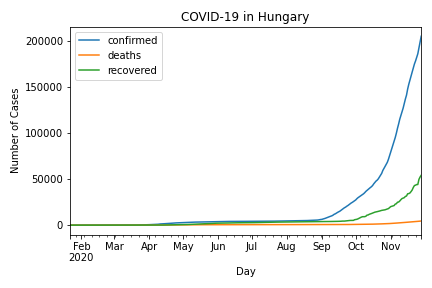 COVID-19 in Hungary
confirmed
deaths
recovered
Number of Cases
200000
150000
100000
50000
0
Feb Mar Apr May Jun Jul Aug Sep Oct Nov
2020
Day